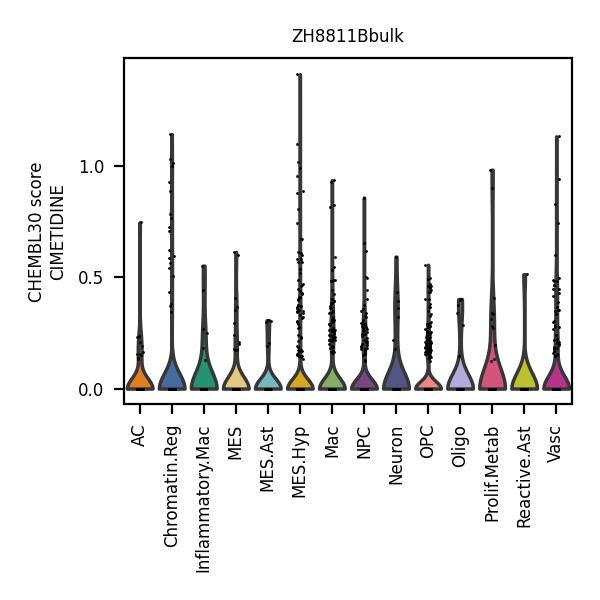 ZH8811Bbulk
CHEMBL30 score
CIMETIDINE
1.0
0.5
0.0
AC
Chromatin.Reg
Inflammatory.Mac
MES
MES.Ast
MES.Hyp
Mac
NPC
Neuron
OPC
Oligo
Prolif.Metab
Reactive.Ast
Vasc